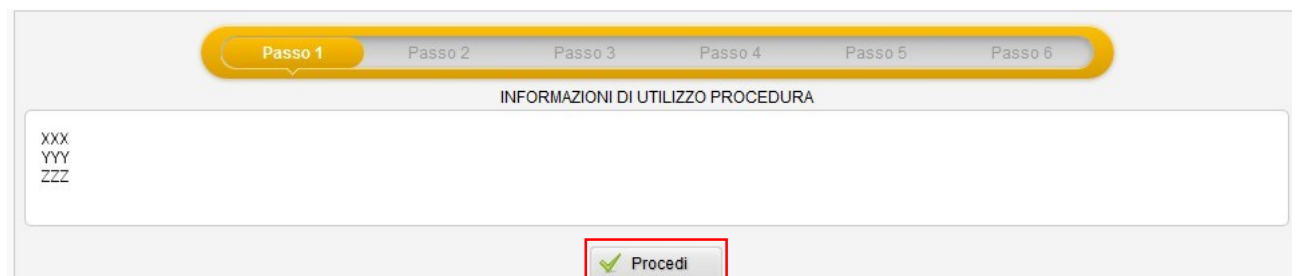 Passo 1 Passo 2 Passo 3 Passo 4 Passo 5 Passo 6
INFORMAZIONI DI UTILIZZO PROCEDURA
XXX
YYY
ZZZ
Procedi